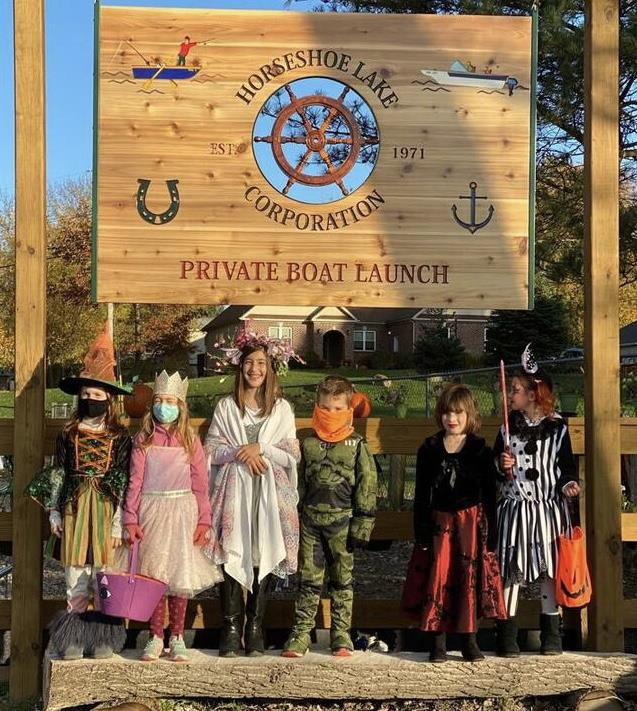 HORSESHOE LAKE
EST. 1971
CORPORATION
PRIVATE BOAT LAUNCH